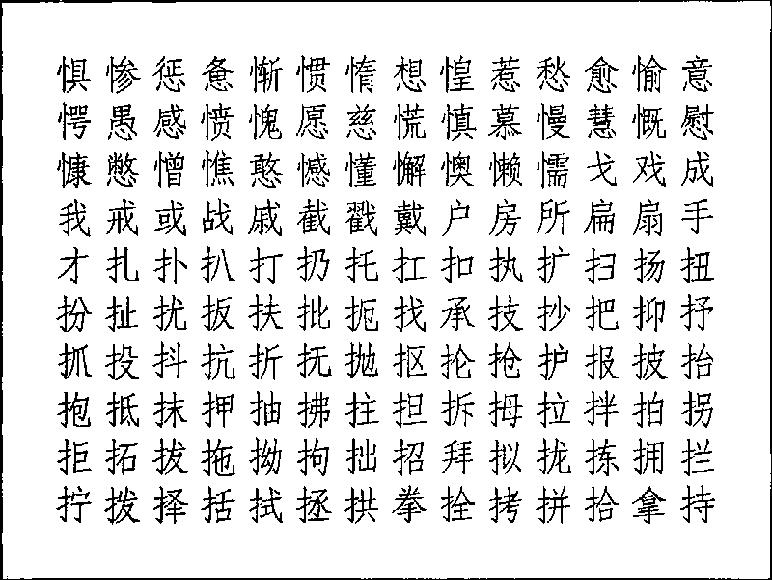 惧惨惩惫惭惯惰想惶惹愁愈愉意
愕愚感愤愧愿慈慌慎慕慢慧慨慰
慷憋憎憔憨憾懂懈懊懒懦戈戏成
我戒或战戚截戳戴户房所扁扇手
才扎扑扒打扔托扛扣执扩扫扬扭
扮扯扰扳扶批扼找承技抄把抑抒
抓投抖抗折抚抛抠抡抢护报披抬
抱抵抹押抽拂拄担拆拇拉拌拍拐
拒拓拔拖拗拘拙招拜拟拢拣拥拦
拧拨择括拭拯拱拳拴拷拼拾拿持